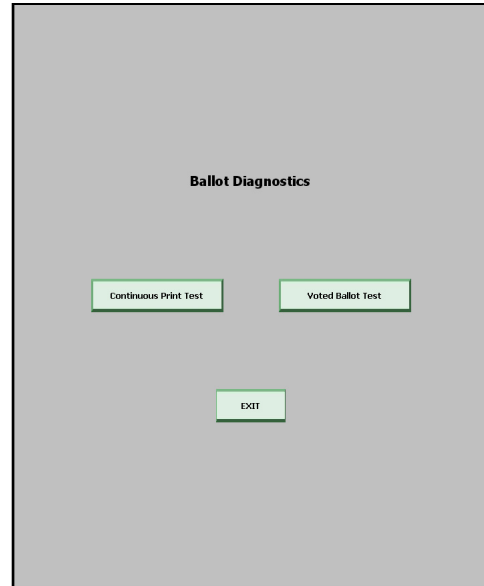 Ballot Diagnostics
Continuous Print Test
Voted Ballot Test
EXIT